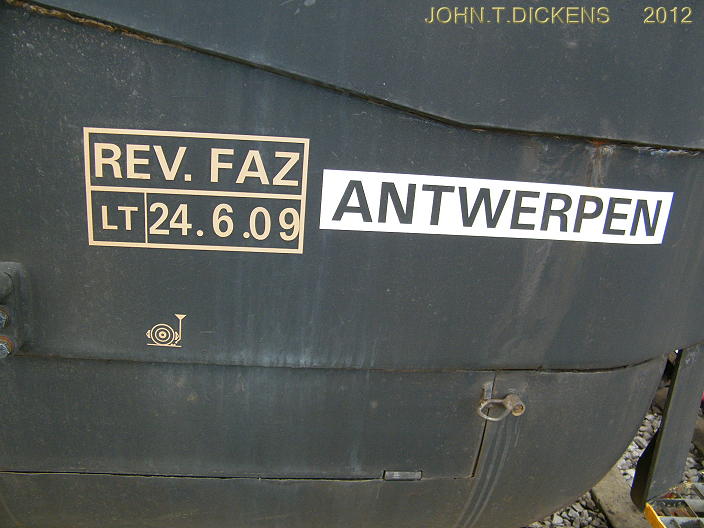 JOHN.T.DICKENS 2012
REV. FAZ
LT 24.6.09
ANTWERPEN